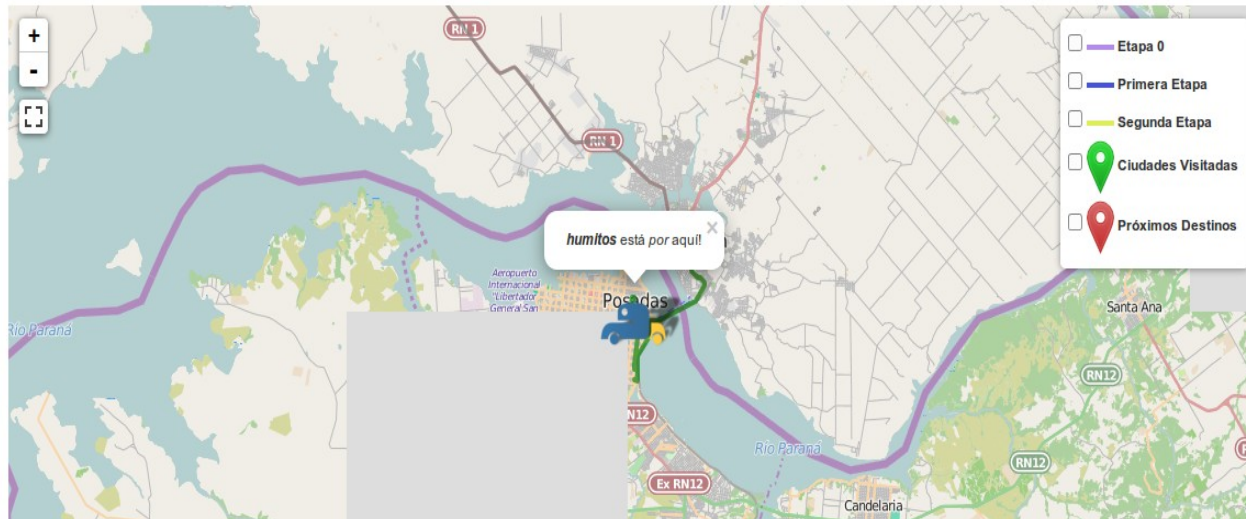 +
-
RN 1
RN 1
Etapa 0
Primera Etapa
Segunda Etapa
Ciudades Visitadas
Próximos Destinos
humitos está por aquí!
×
Aeropuerto
Internacional
"Libertador
General San
Posadas
Río Paraná
Santa Ana
RN12
N12
RN12
Río Paraná
Ex RN12
Candelaria